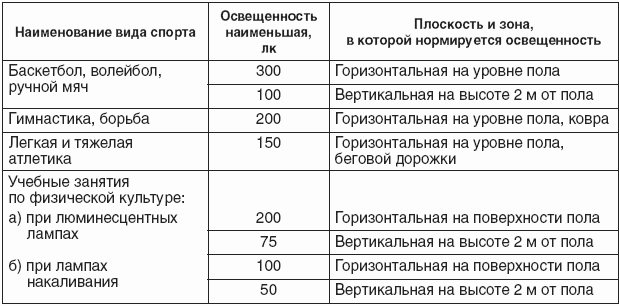 Наименование вида спорта
Освещенность
наименьшая,
лк
Плоскость и зона,
в которой нормируется освещенность
Баскетбол, волейбол,
ручной мяч
300
Горизонтальная на уровне пола
100
Вертикальная на высоте 2 м от пола
Гимнастика, борьба
200
Горизонтальная на уровне пола, ковра
Легкая и тяжелая
атлетика
150
Горизонтальная на уровне пола,
беговой дорожки
Учебные занятия
по физической культуре:
а) при люминесцентных
лампах
200
Горизонтальная на поверхности пола
75
Вертикальная на высоте 2 м от пола
б) при лампах
накаливания
100
Горизонтальная на поверхности пола
50
Вертикальная на высоте 2 м от пола